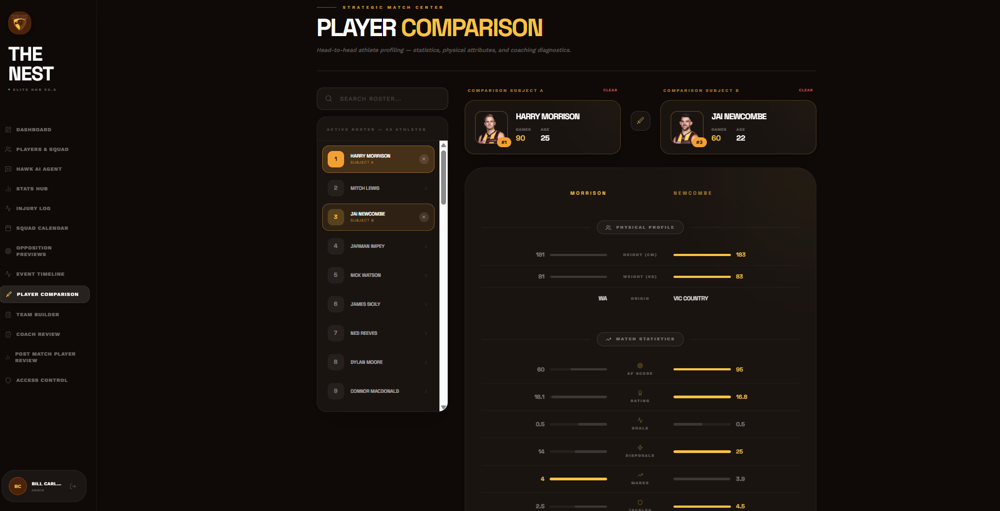 HAWKS
THE
NEST
ELITE HUB V2.6
DASHBOARD
PLAYERS & SQUAD
HAWK AI AGENT
STATS HUB
INJURY LOG
SQUAD CALENDAR
OPPOSITION
PREVIEWS
EVENT TIMELINE
PLAYER COMPARISON
TEAM BUILDER
COACH REVIEW
POST MATCH PLAYER
REVIEW
ACCESS CONTROL
BC
BILL CARL...
ADMIN
STRATEGIC MATCH CENTER
PLAYER COMPARISON
Head-to-head athlete profiling — statistics, physical attributes, and coaching diagnostics.
SEARCH ROSTER...
ACTIVE ROSTER — 43 ATHLETES
1 HARRY MORRISON
SUBJECT A
2 MITCH LEWIS
3 JAI NEWCOMBE
SUBJECT B
4 JARMAN IMPEY
5 NICK WATSON
6 JAMES SICILY
7 NED REEVES
8 DYLAN MOORE
9 CONNOR MACDONALD
COMPARISON SUBJECT A CLEAR
HARRY MORRISON
GAMES AGE
90 25
#1
COMPARISON SUBJECT B CLEAR
JAI NEWCOMBE
GAMES AGE
60 22
#3
MORRISON NEWCOMBE
PHYSICAL PROFILE
181 HEIGHT (CM) 183
81 WEIGHT (KG) 83
WA ORIGIN VIC COUNTRY
MATCH STATISTICS
60 AF SCORE 95
16.1 RATING 16.8
0.5 GOALS 0.5
14 DISPOSALS 25
4 MARKS 3.9
2.5 TACKLES 4.5